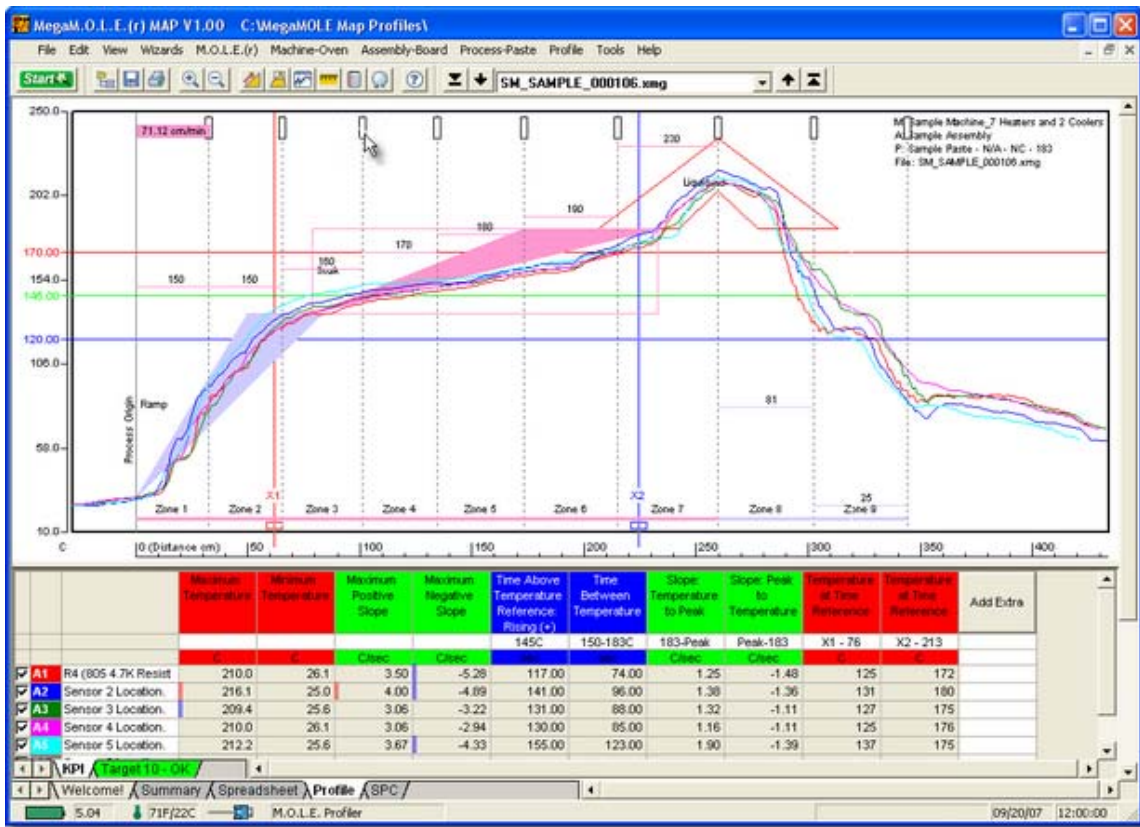 MegaM.O.L.E.(r) MAP V1.00 C:\MegaMOLE Map Profiles\
File Edit View Wizards M.O.L.E.(r) Machine-Oven Assembly-Board Process-Paste Profile Tools Help
Start SM_SAMPLE_000106.xmg
250.0
71.12 cm/min
M: Sample Machine_7 Heaters and 2 Coolers
A: Sample Assembly
P: Sample Paste - N/A - NC - 183
File: SM_SAMPLE_000106.xmg
230
Liquidous
202.0
190
180
170
170.00
160
Soak
154.0
150 150
145.00
120.00
106.0
Ramp
81
Process Origin
58.0
25
X1 X2
Zone 1 Zone 2 Zone 3 Zone 4 Zone 5 Zone 6 Zone 7 Zone 8 Zone 9
10.0
C 0 (Distance cm) 50 100 150 200 250 300 350 400
Maximum Temperature Minimum Temperature Maximum Positive Slope Maximum Negative Slope Time Above Temperature Reference: Rising (+) Time Between Temperature Slope: Temperature to Peak Slope: Peak to Temperature Temperature at Time Reference Temperature at Time Reference Add Extra
145C 150-183C 183-Peak Peak-183 X1 - 76 X2 - 213
C C C/sec C/sec C/sec C/sec C C
A1 R4 (805 4.7K Resist 210.0 26.1 3.50 -5.28 117.00 74.00 1.25 -1.48 125 172
A2 Sensor 2 Location. 216.1 25.0 4.00 -4.89 141.00 96.00 1.38 -1.36 131 180
A3 Sensor 3 Location. 209.4 25.6 3.06 -3.22 131.00 88.00 1.32 -1.11 127 175
A4 Sensor 4 Location. 210.0 26.1 3.06 -2.94 130.00 85.00 1.16 -1.11 125 176
A5 Sensor 5 Location. 212.2 25.6 3.67 -4.33 155.00 123.00 1.90 -1.39 137 175
KPI Target 10 - OK
Welcome! Summary Spreadsheet Profile SPC
5.04 71F/22C M.O.L.E. Profiler 09/20/07 12:00:00